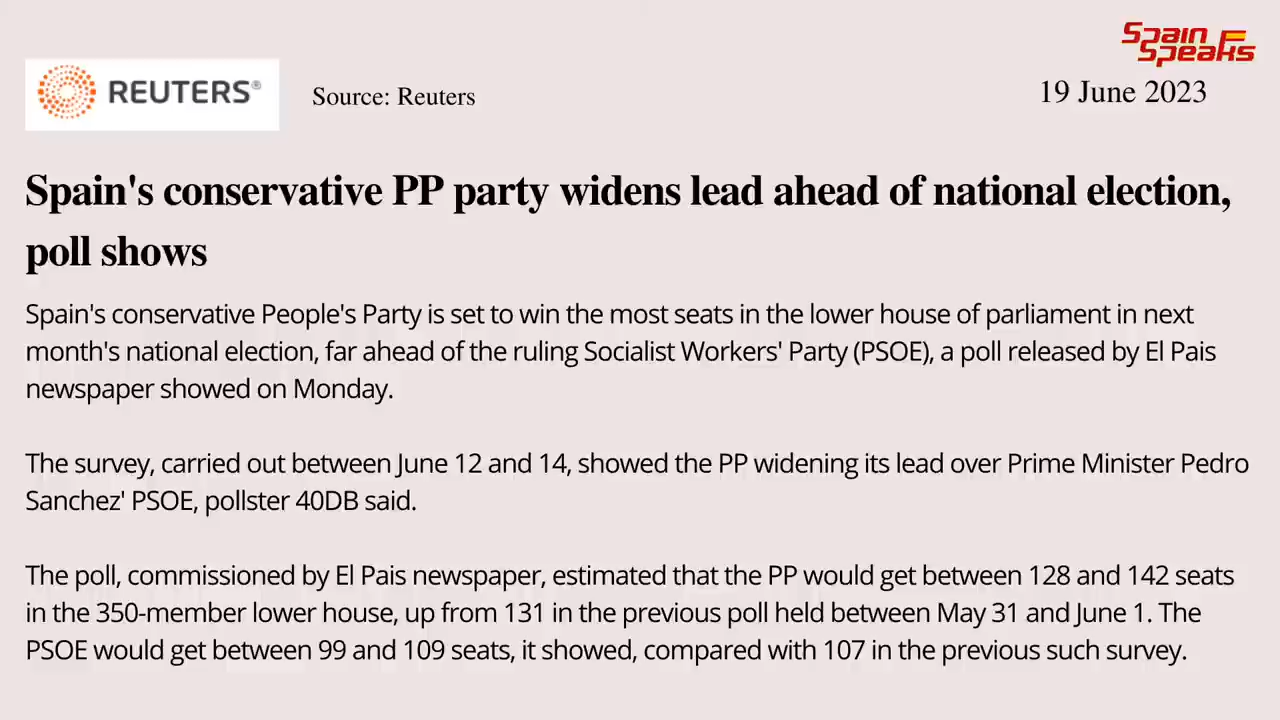 Spain
Speaks
REUTERS®
Source: Reuters
19 June 2023
Spain's conservative PP party widens lead ahead of national election,
poll shows
Spain's conservative People's Party is set to win the most seats in the lower house of parliament in next
month's national election, far ahead of the ruling Socialist Workers' Party (PSOE), a poll released by El Pais
newspaper showed on Monday.
The survey, carried out between June 12 and 14, showed the PP widening its lead over Prime Minister Pedro
Sanchez' PSOE, pollster 40DB said.
The poll, commissioned by El Pais newspaper, estimated that the PP would get between 128 and 142 seats
in the 350-member lower house, up from 131 in the previous poll held between May 31 and June 1. The
PSOE would get between 99 and 109 seats, it showed, compared with 107 in the previous such survey.